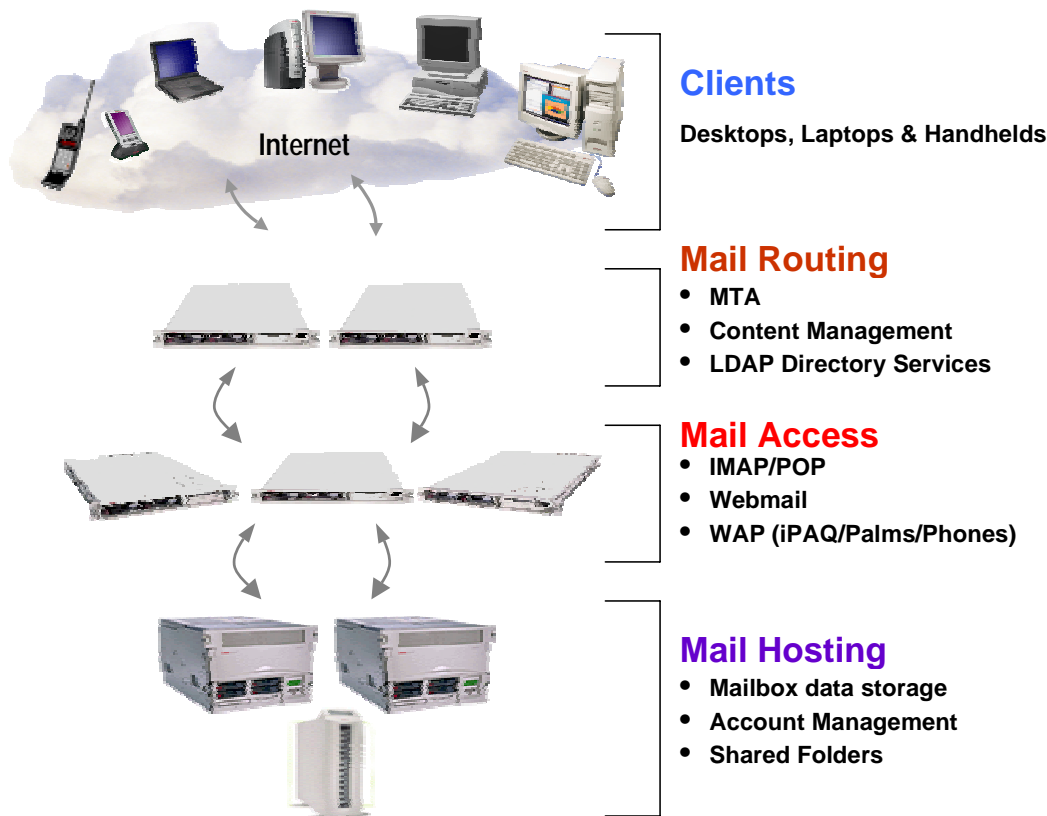 Internet
Clients
Desktops, Laptops & Handhelds
Mail Routing
• MTA
• Content Management
• LDAP Directory Services
Mail Access
• IMAP/POP
• Webmail
• WAP (iPAQ/Palms/Phones)
Mail Hosting
• Mailbox data storage
• Account Management
• Shared Folders